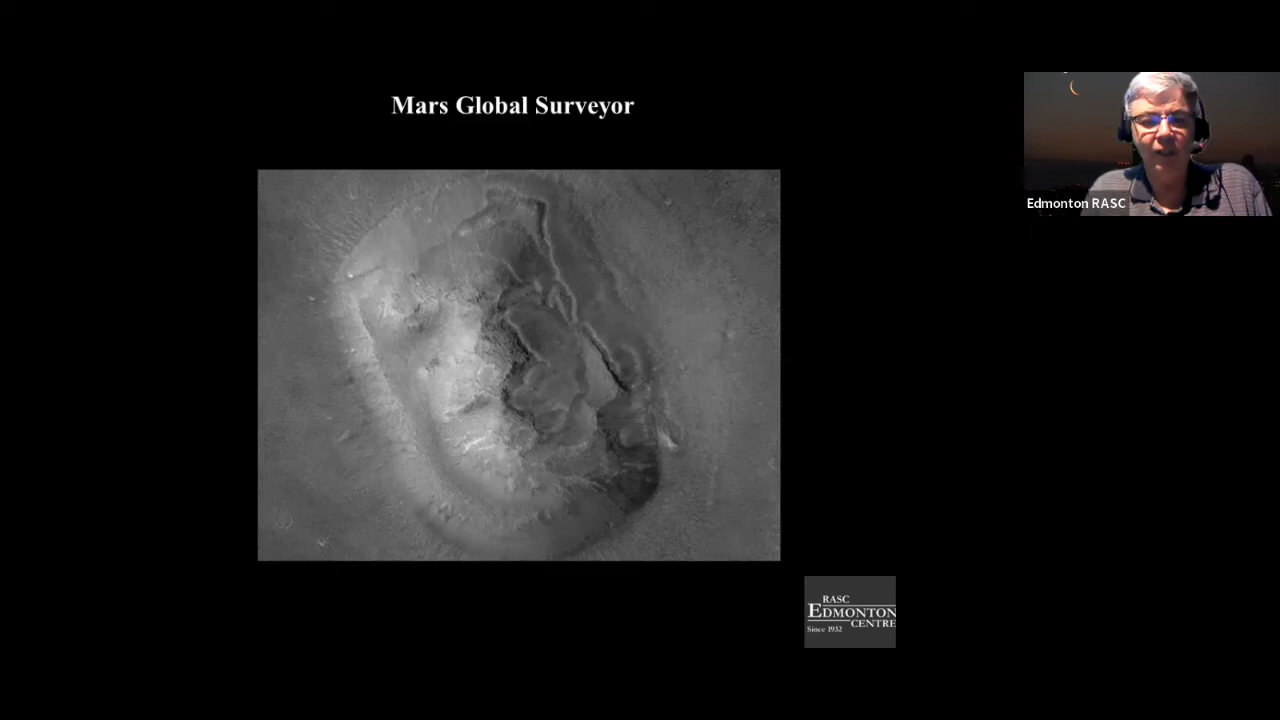 Mars Global Surveyor
Edmonton RASC
RASC
EDMONTON
CENTRE
Since 1932